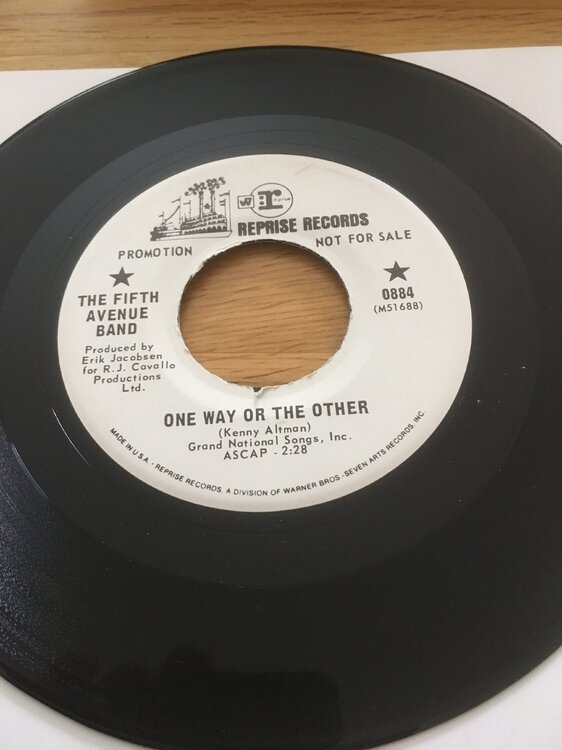 W
r
REPRISE RECORDS
PROMOTION
NOT FOR SALE
THE FIFTH
AVENUE
BAND
Produced by
Erik Jacobsen
for R.J. Cavallo
Productions
Ltd.
0884
(M51688)
ONE WAY OR THE OTHER
(Kenny Altman)
Grand National Songs, Inc.
ASCAP - 2:28
MADE IN U.S.A. · REPRISE RECORDS, A DIVISION OF WARNER BROS.-SEVEN ARTS RECORDS, INC.